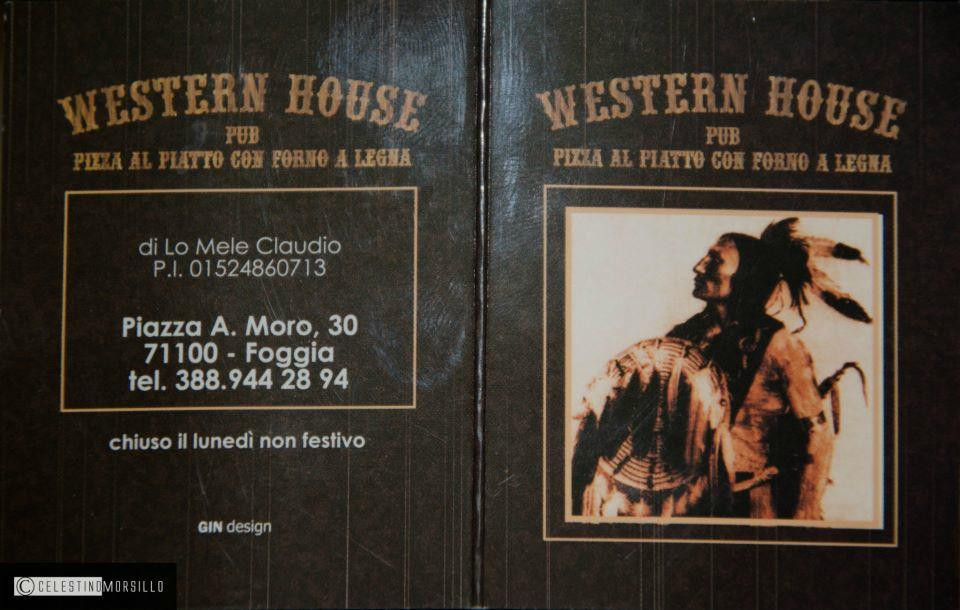 WESTERN HOUSE
PUB
PIZZA AL PIATTO CON FORNO A LEGNA
di Lo Mele Claudio
P.I. 01524860713
Piazza A. Moro, 30
71100 - Foggia
tel. 388.944 28 94
chiuso il lunedì non festivo
GIN design
WESTERN HOUSE
PUB
PIZZA AL PIATTO CON FORNO A LEGNA
© CELESTINOMORSILLO